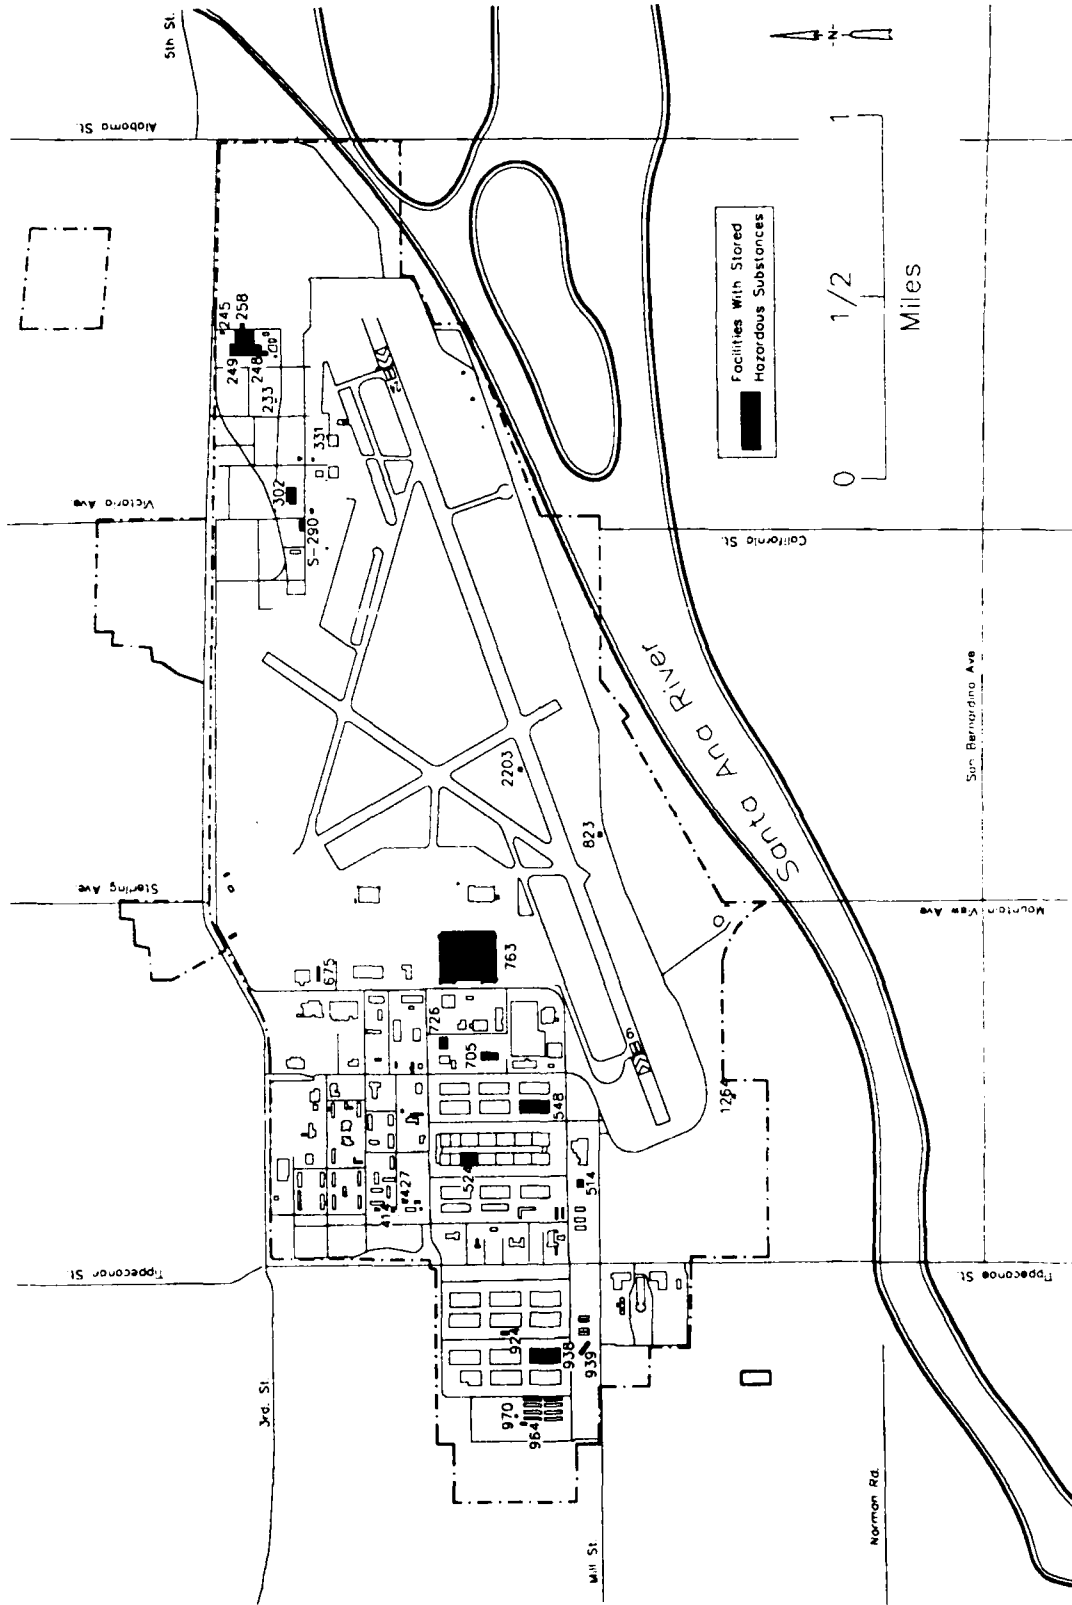 5th St.
Alabama St.
Victoria Ave
Sterling Ave
Tippecanoe St.
3rd. St.
Mill St
Norman Rd.
California St.
Mountain View Ave
San Bernardino Ave
Tippecanoe St.
Santa Ana River
N
Facilities With Stored
Hazardous Substances
0
1/2
1
Miles
245
258
249
248
233
331
302
S-290
2203
823
763
675
726
705
548
524
427
514
1264
6
924
938
939
970
964